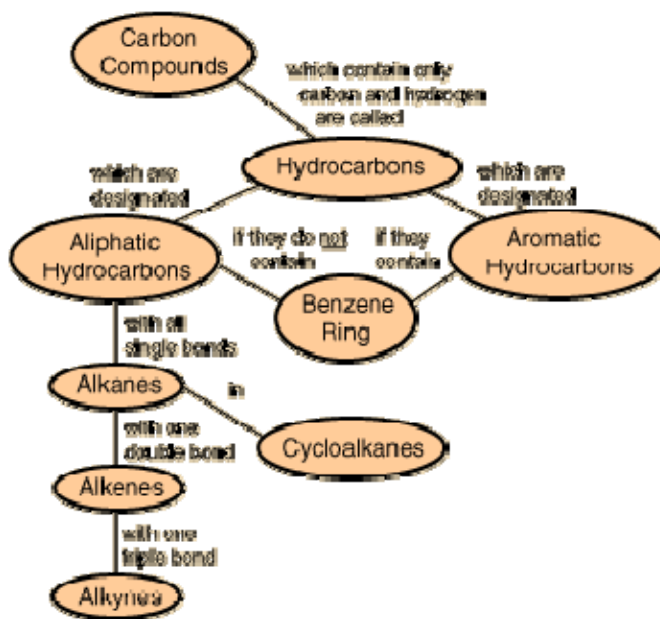 Carbon
Compounds
which contain only
carbon and hydrogen
are called
Hydrocarbons
which are
designated
which are
designated
Aliphatic
Hydrocarbons
if they do not
contain
if they
contain
Aromatic
Hydrocarbons
Benzene
Ring
with all
single bonds
Alkanes
in
Cycloalkanes
with one
double bond
Alkenes
with one
triple bond
Alkynes